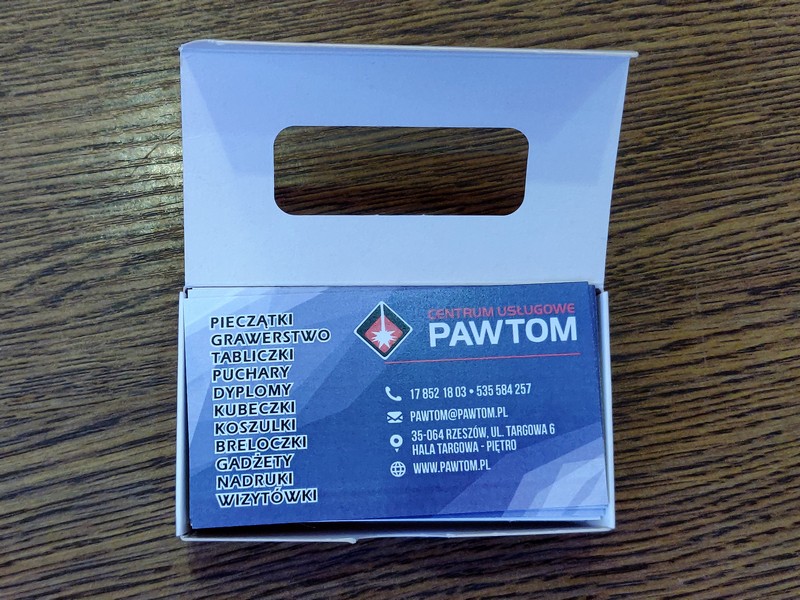 PIECZĄTKI
GRAWERSTWO
TABLICZKI
PUCHARY
DYPLOMY
KUBECZKI
KOSZULKI
BRELOCZKI
GADŻETY
NADRUKI
WIZYTÓWKI
CENTRUM USŁUGOWE
PAWTOM
17 852 18 03 • 535 584 257
PAWTOM@PAWTOM.PL
35-064 RZESZÓW, UL. TARGOWA 6
HALA TARGOWA - PIĘTRO
WWW.PAWTOM.PL